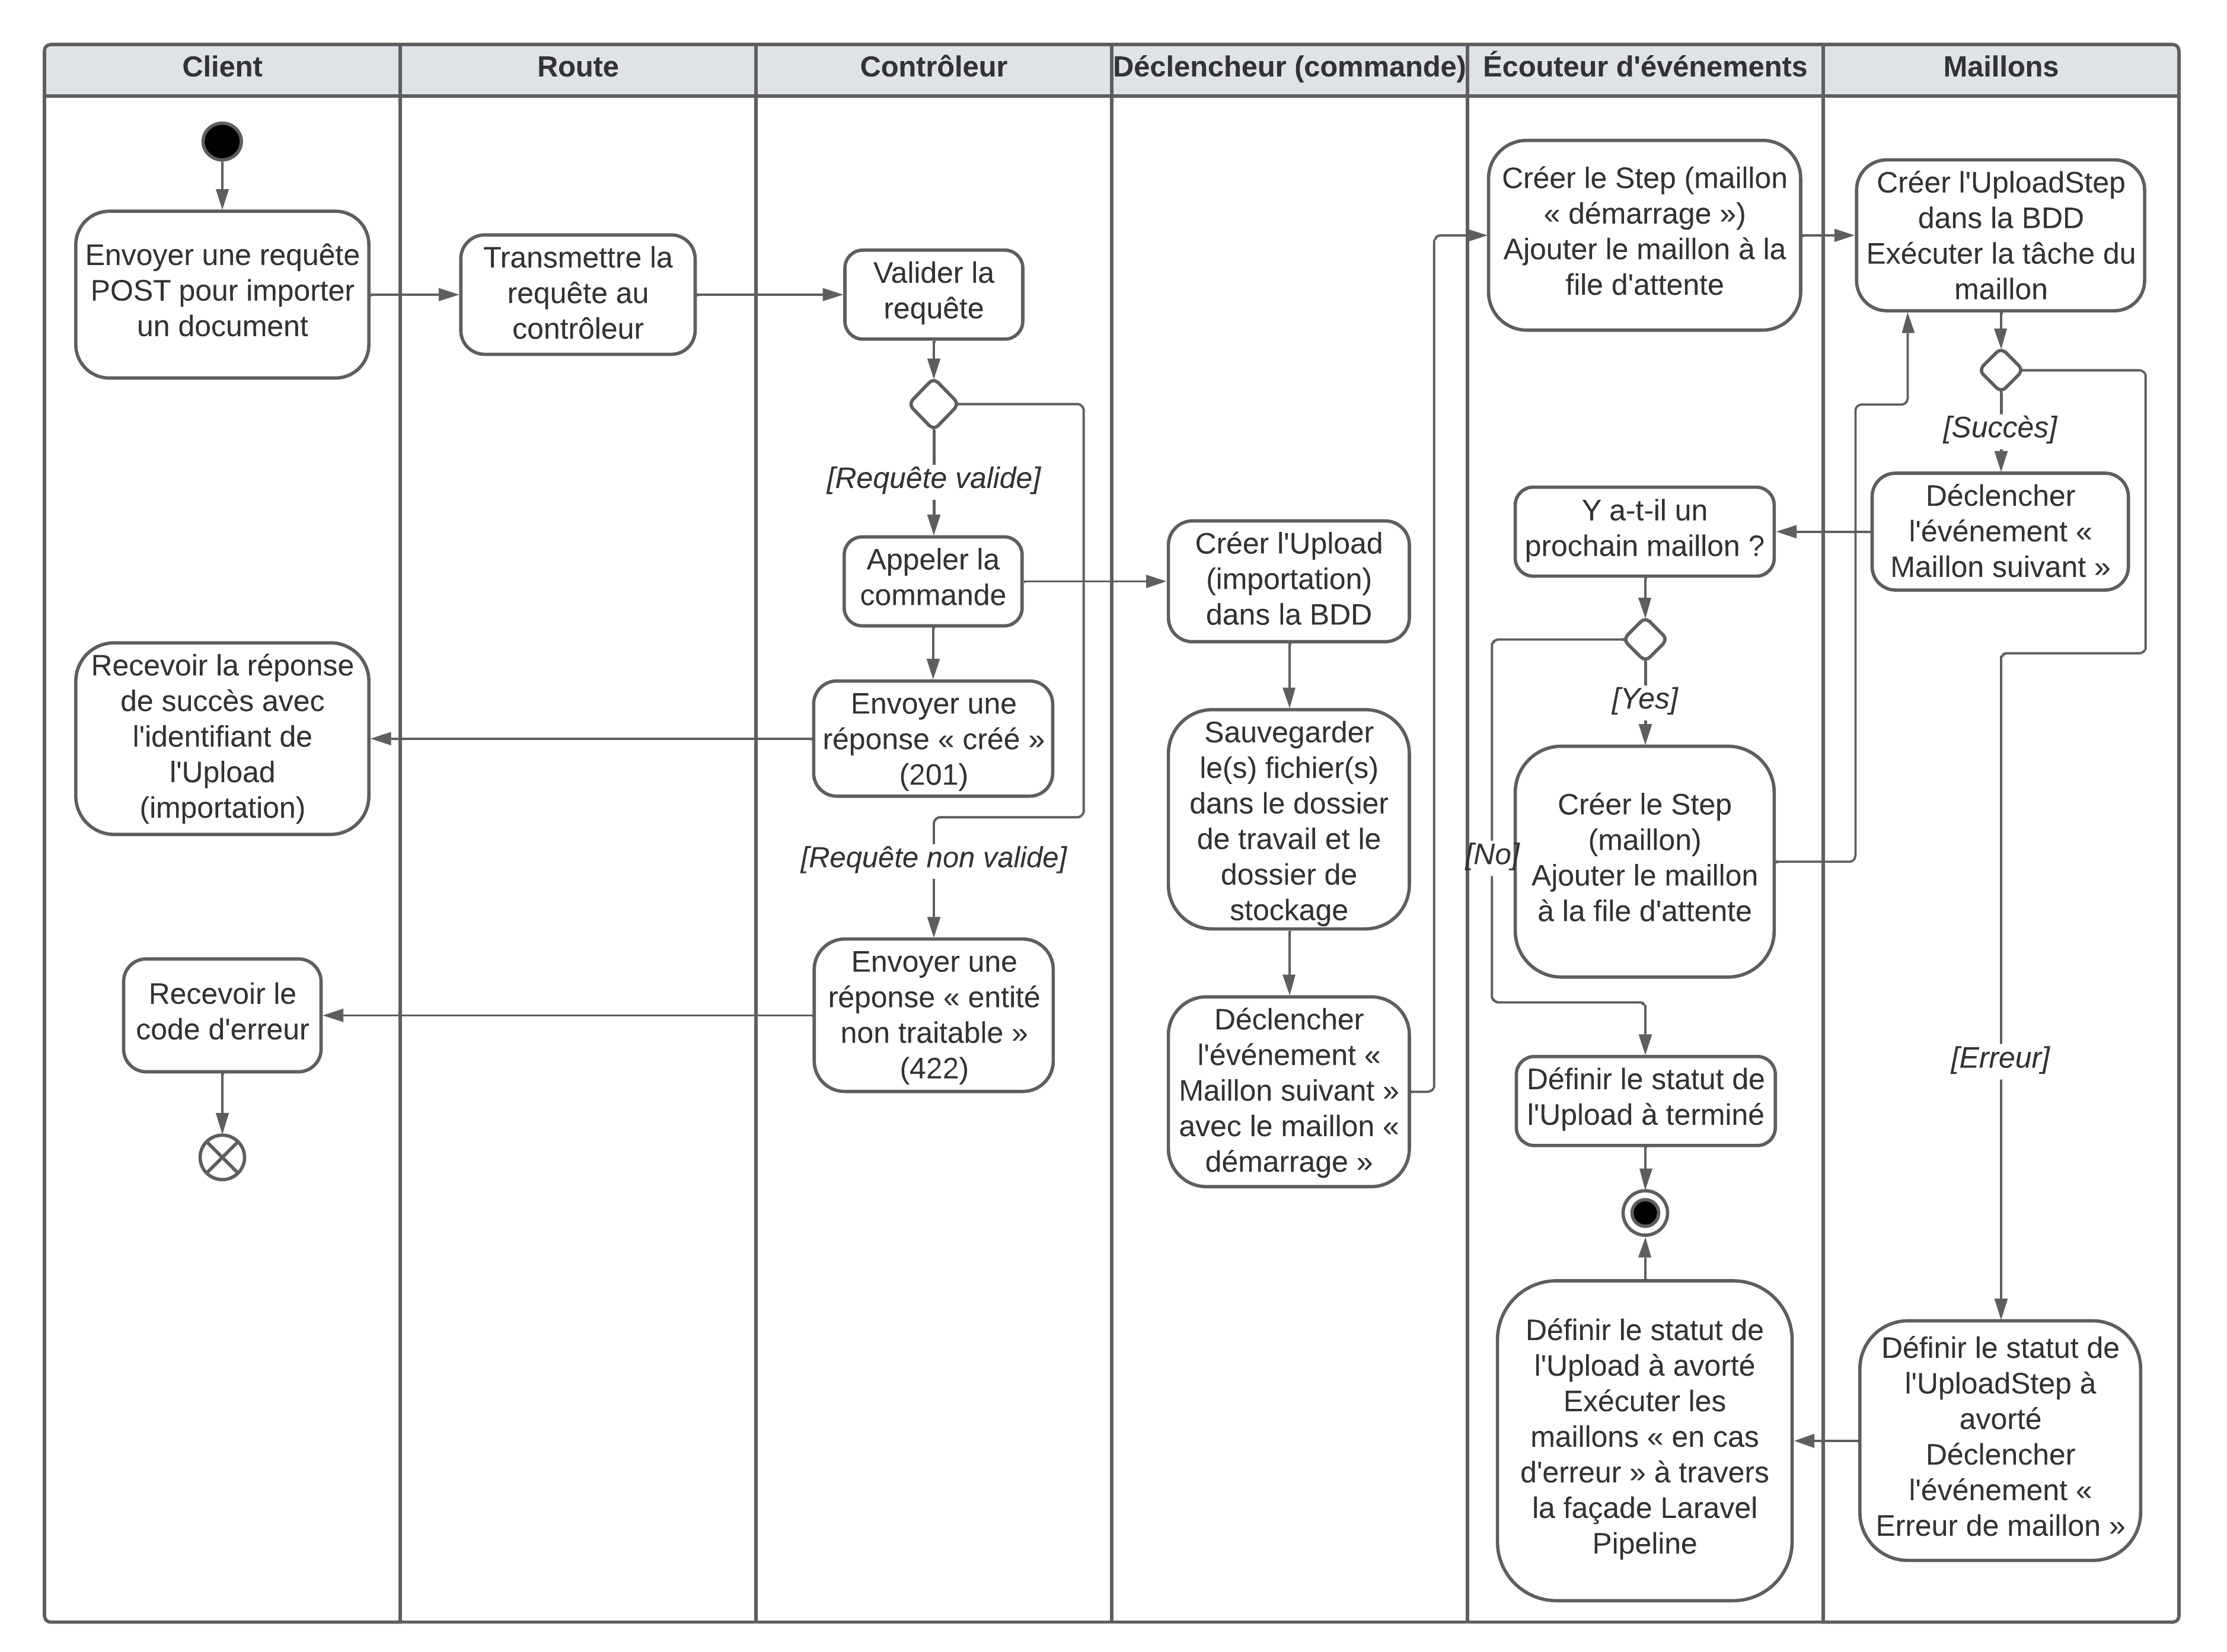 Client
Route
Contrôleur
Déclencheur (commande)
Écouteur d'événements
Maillons
Envoyer une requête
POST pour importer
un document
Transmettre la
requête au
contrôleur
Valider la
requête
[Requête valide]
Appeler la
commande
Envoyer une
réponse « créé »
(201)
Recevoir la réponse
de succès avec
l'identifiant de
l'Upload
(importation)
[Requête non valide]
Envoyer une
réponse « entité
non traitable »
(422)
Recevoir le
code d'erreur
Créer l'Upload
(importation)
dans la BDD
Sauvegarder
le(s) fichier(s)
dans le dossier
de travail et le
dossier de
stockage
Déclencher
l'événement «
Maillon suivant »
avec le maillon «
démarrage »
Créer le Step (maillon
« démarrage »)
Ajouter le maillon à la
file d'attente
Créer l'UploadStep
dans la BDD
Exécuter la tâche du
maillon
[Succès]
Déclencher
l'événement «
Maillon suivant »
Y a-t-il un
prochain maillon ?
[Yes]
Créer le Step
(maillon)
Ajouter le maillon
à la file d'attente
[No]
Définir le statut de
l'Upload à terminé
[Erreur]
Définir le statut de
l'UploadStep à
avorté
Déclencher
l'événement «
Erreur de maillon »
Définir le statut de
l'Upload à avorté
Exécuter les
maillons « en cas
d'erreur » à travers
la façade Laravel
Pipeline